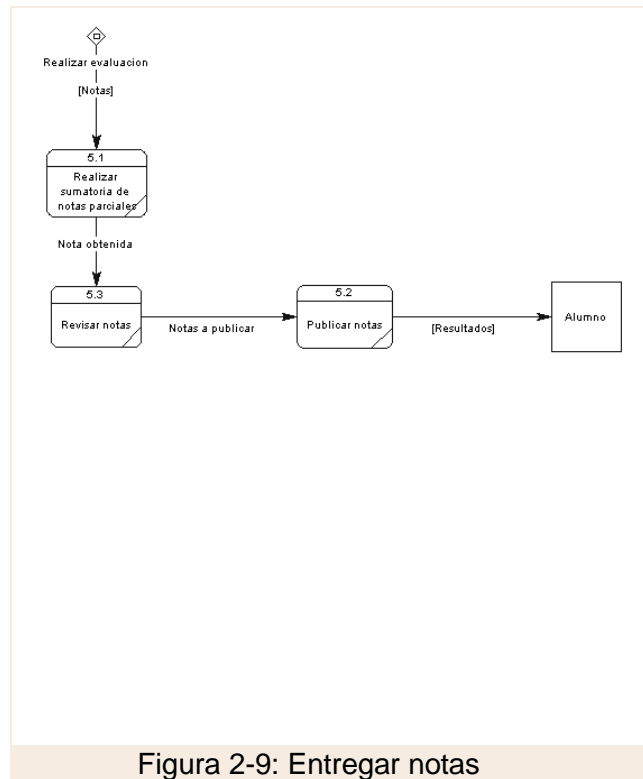 Realizar evaluacion
[Notas]
5.1
Realizar
sumatoria de
notas parciales
Nota obtenida
5.3
Revisar notas
Notas a publicar
5.2
Publicar notas
[Resultados]
Alumno
Figura 2-9: Entregar notas